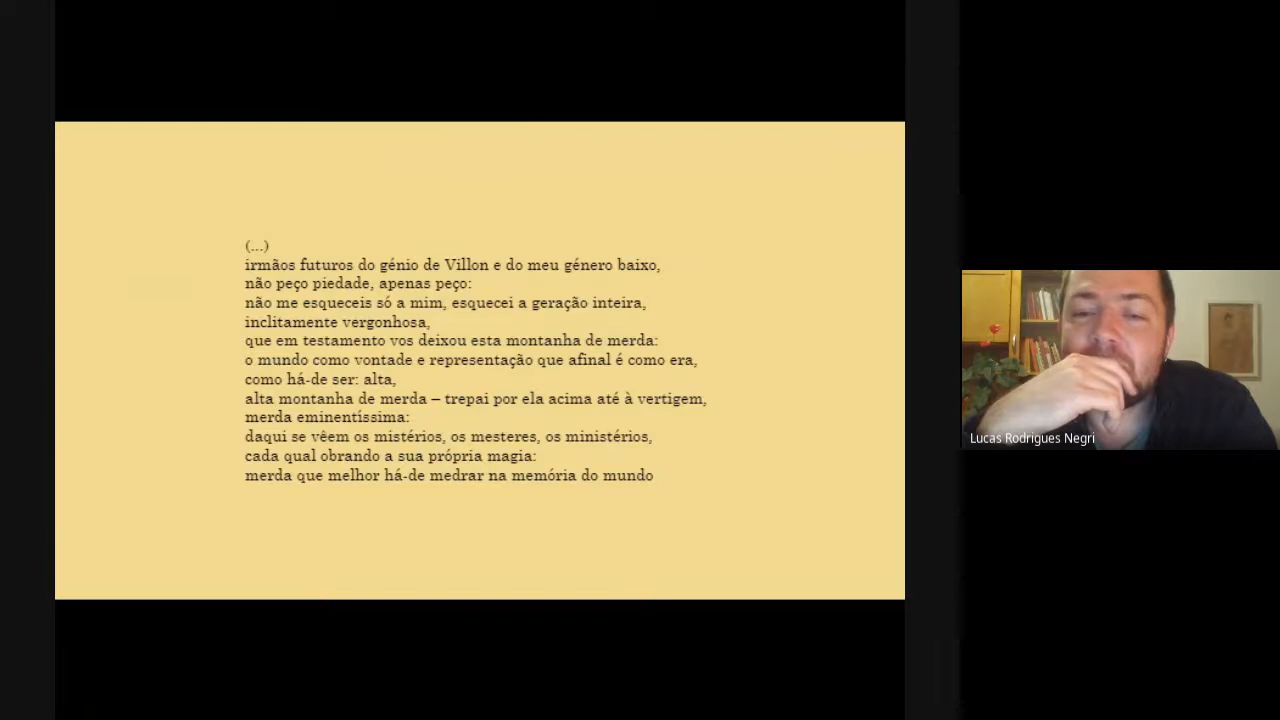 (...)
irmãos futuros do génio de Villon e do meu género baixo,
não peço piedade, apenas peço:
não me esqueceis só a mim, esquecei a geração inteira,
inclitamente vergonhosa,
que em testamento vos deixou esta montanha de merda:
o mundo como vontade e representação que afinal é como era,
como há-de ser: alta,
alta montanha de merda – trepai por ela acima até à vertigem,
merda eminentíssima:
daqui se vêem os mistérios, os mesteres, os ministérios,
cada qual obrando a sua própria magia:
merda que melhor há-de medrar na memória do mundo
Lucas Rodrigues Negri